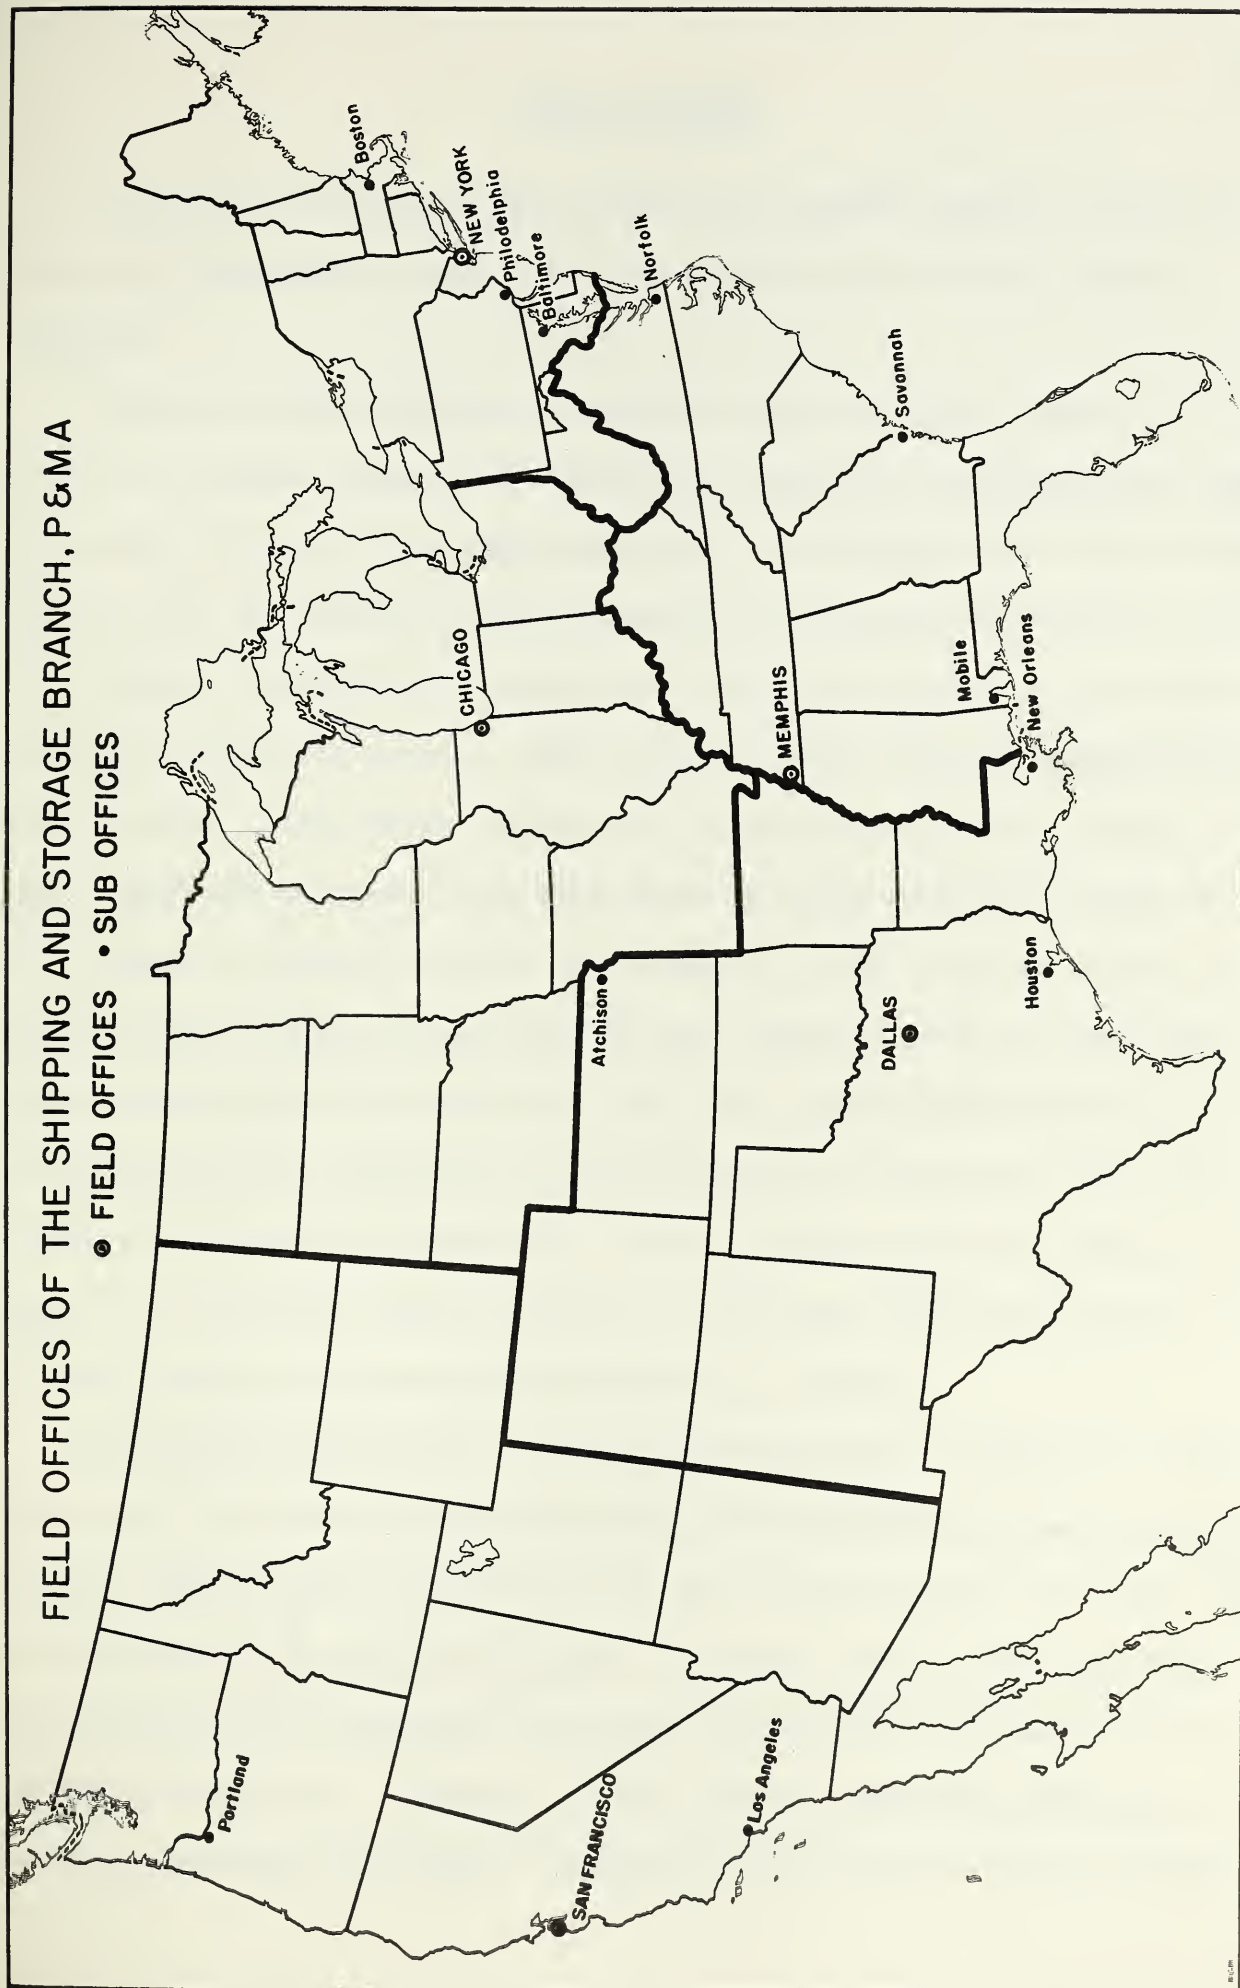 FIELD OFFICES OF THE SHIPPING AND STORAGE BRANCH, P&MA
FIELD OFFICES • SUB OFFICES
Portland
SAN FRANCISCO
Los Angeles
Atchison
DALLAS
Houston
CHICAGO
MEMPHIS
Mobile
New Orleans
Boston
NEW YORK
Philodelphia
Baltimore
Norfolk
Savannah